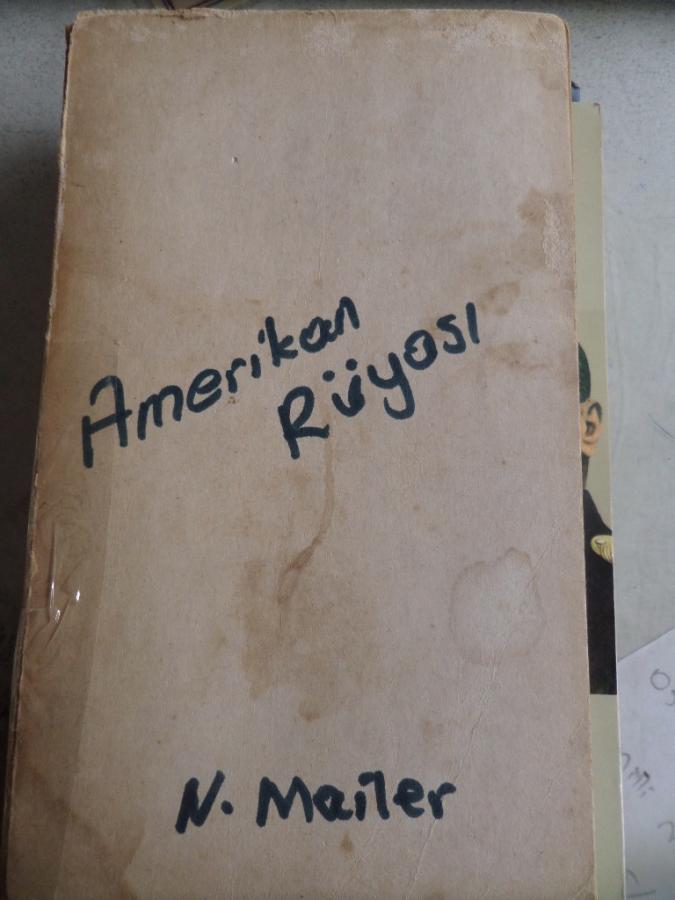 Amerikan
Rüyası
N. Mailer